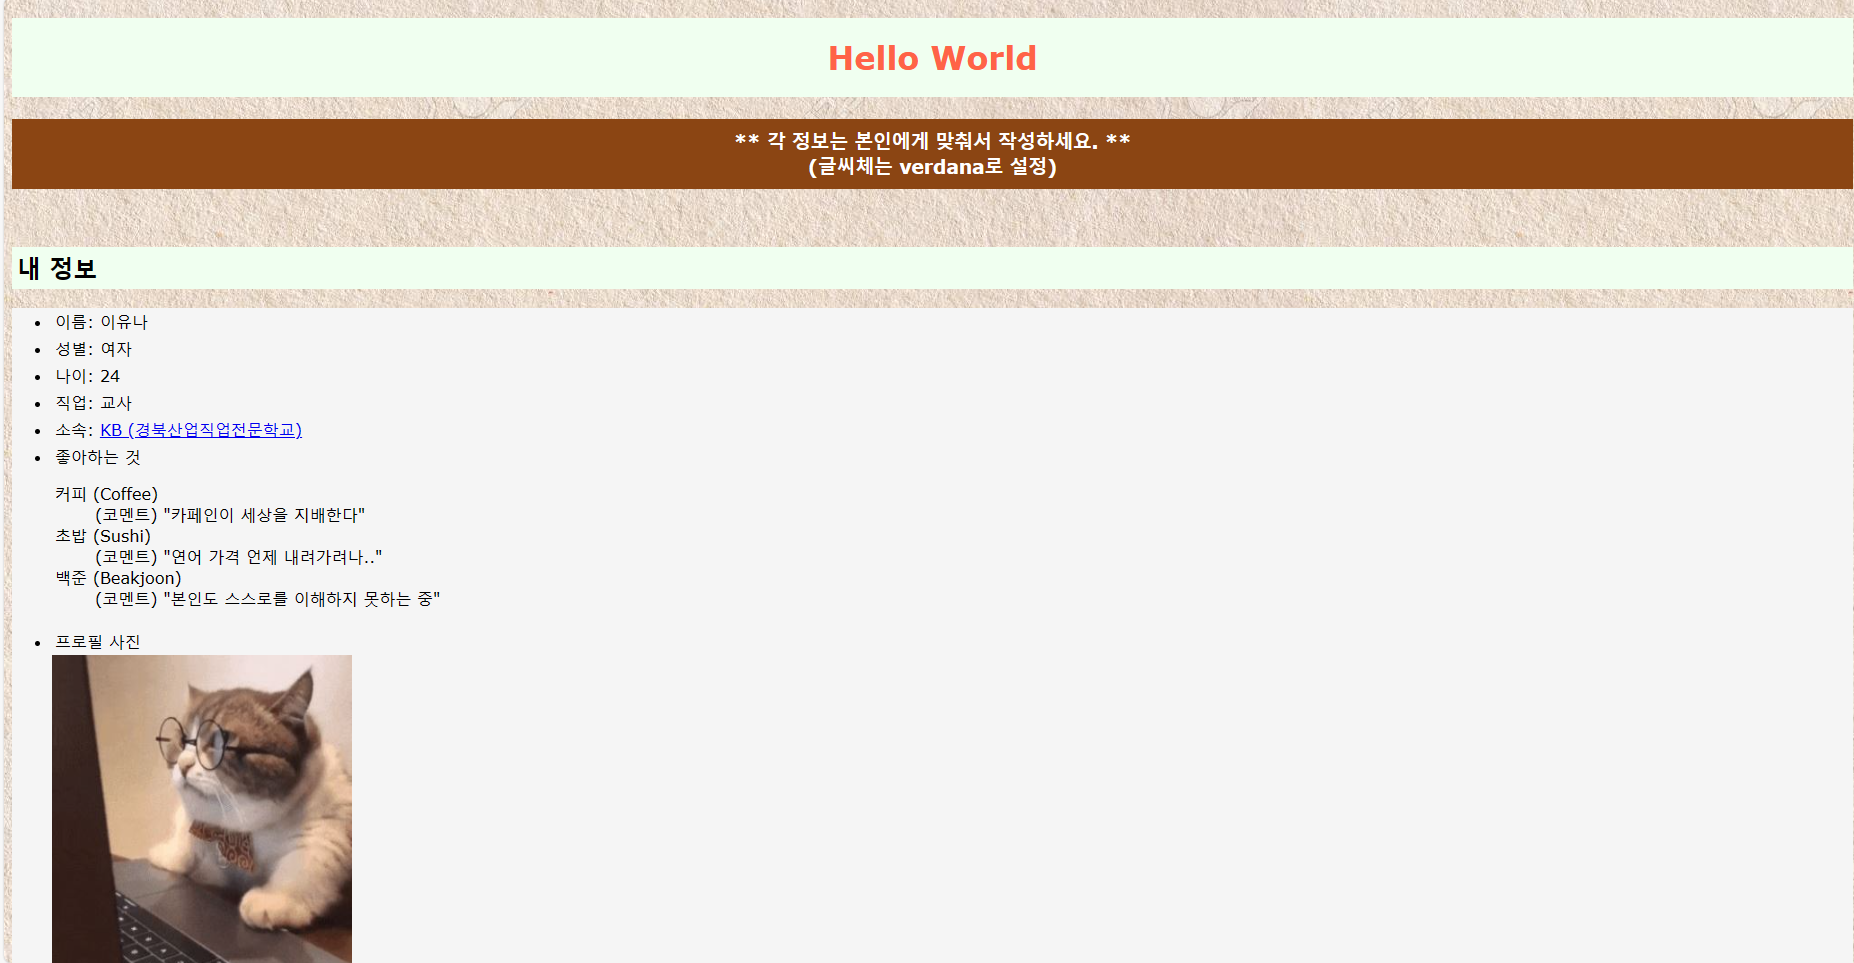 Hello World
** 각 정보는 본인에게 맞춰서 작성하세요. **
(글씨체는 verdana로 설정)
내 정보
이름: 이유나
성별: 여자
나이: 24
직업: 교사
소속: KB (경북산업직업전문학교)
좋아하는 것
커피 (Coffee)
(코멘트) "카페인이 세상을 지배한다"
초밥 (Sushi)
(코멘트) "연어 가격 언제 내려가려나.."
백준 (Beakjoon)
(코멘트) "본인도 스스로를 이해하지 못하는 중"
프로필 사진